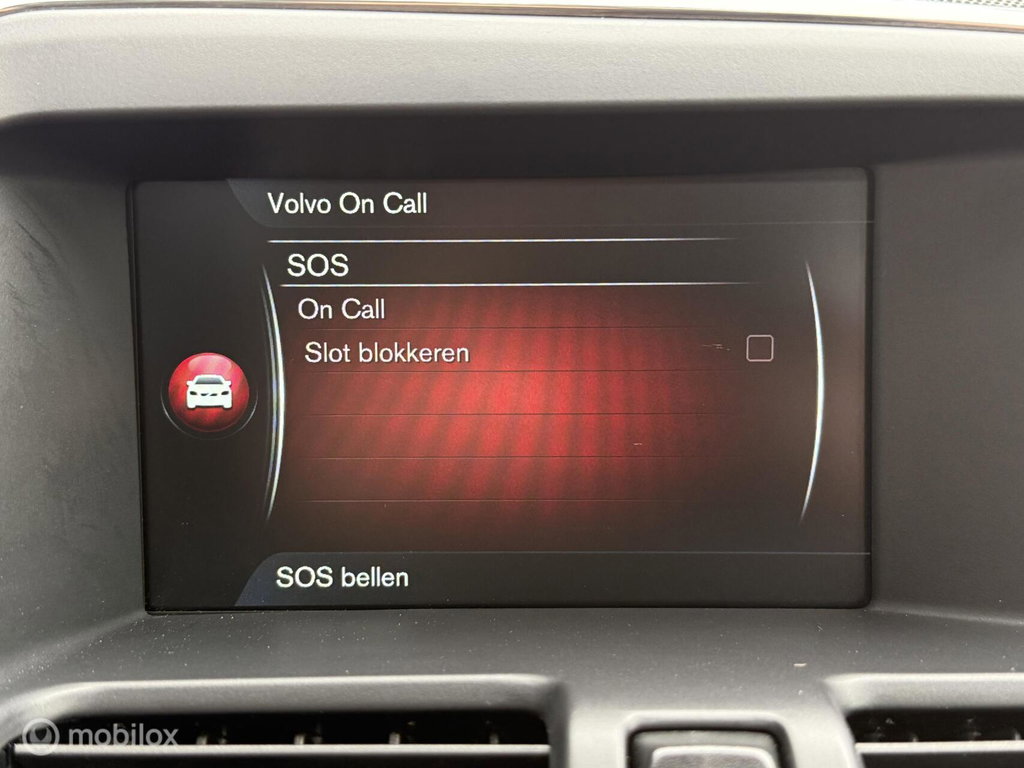 Volvo On Call
SOS
On Call
Slot blokkeren
SOS bellen
mobilox